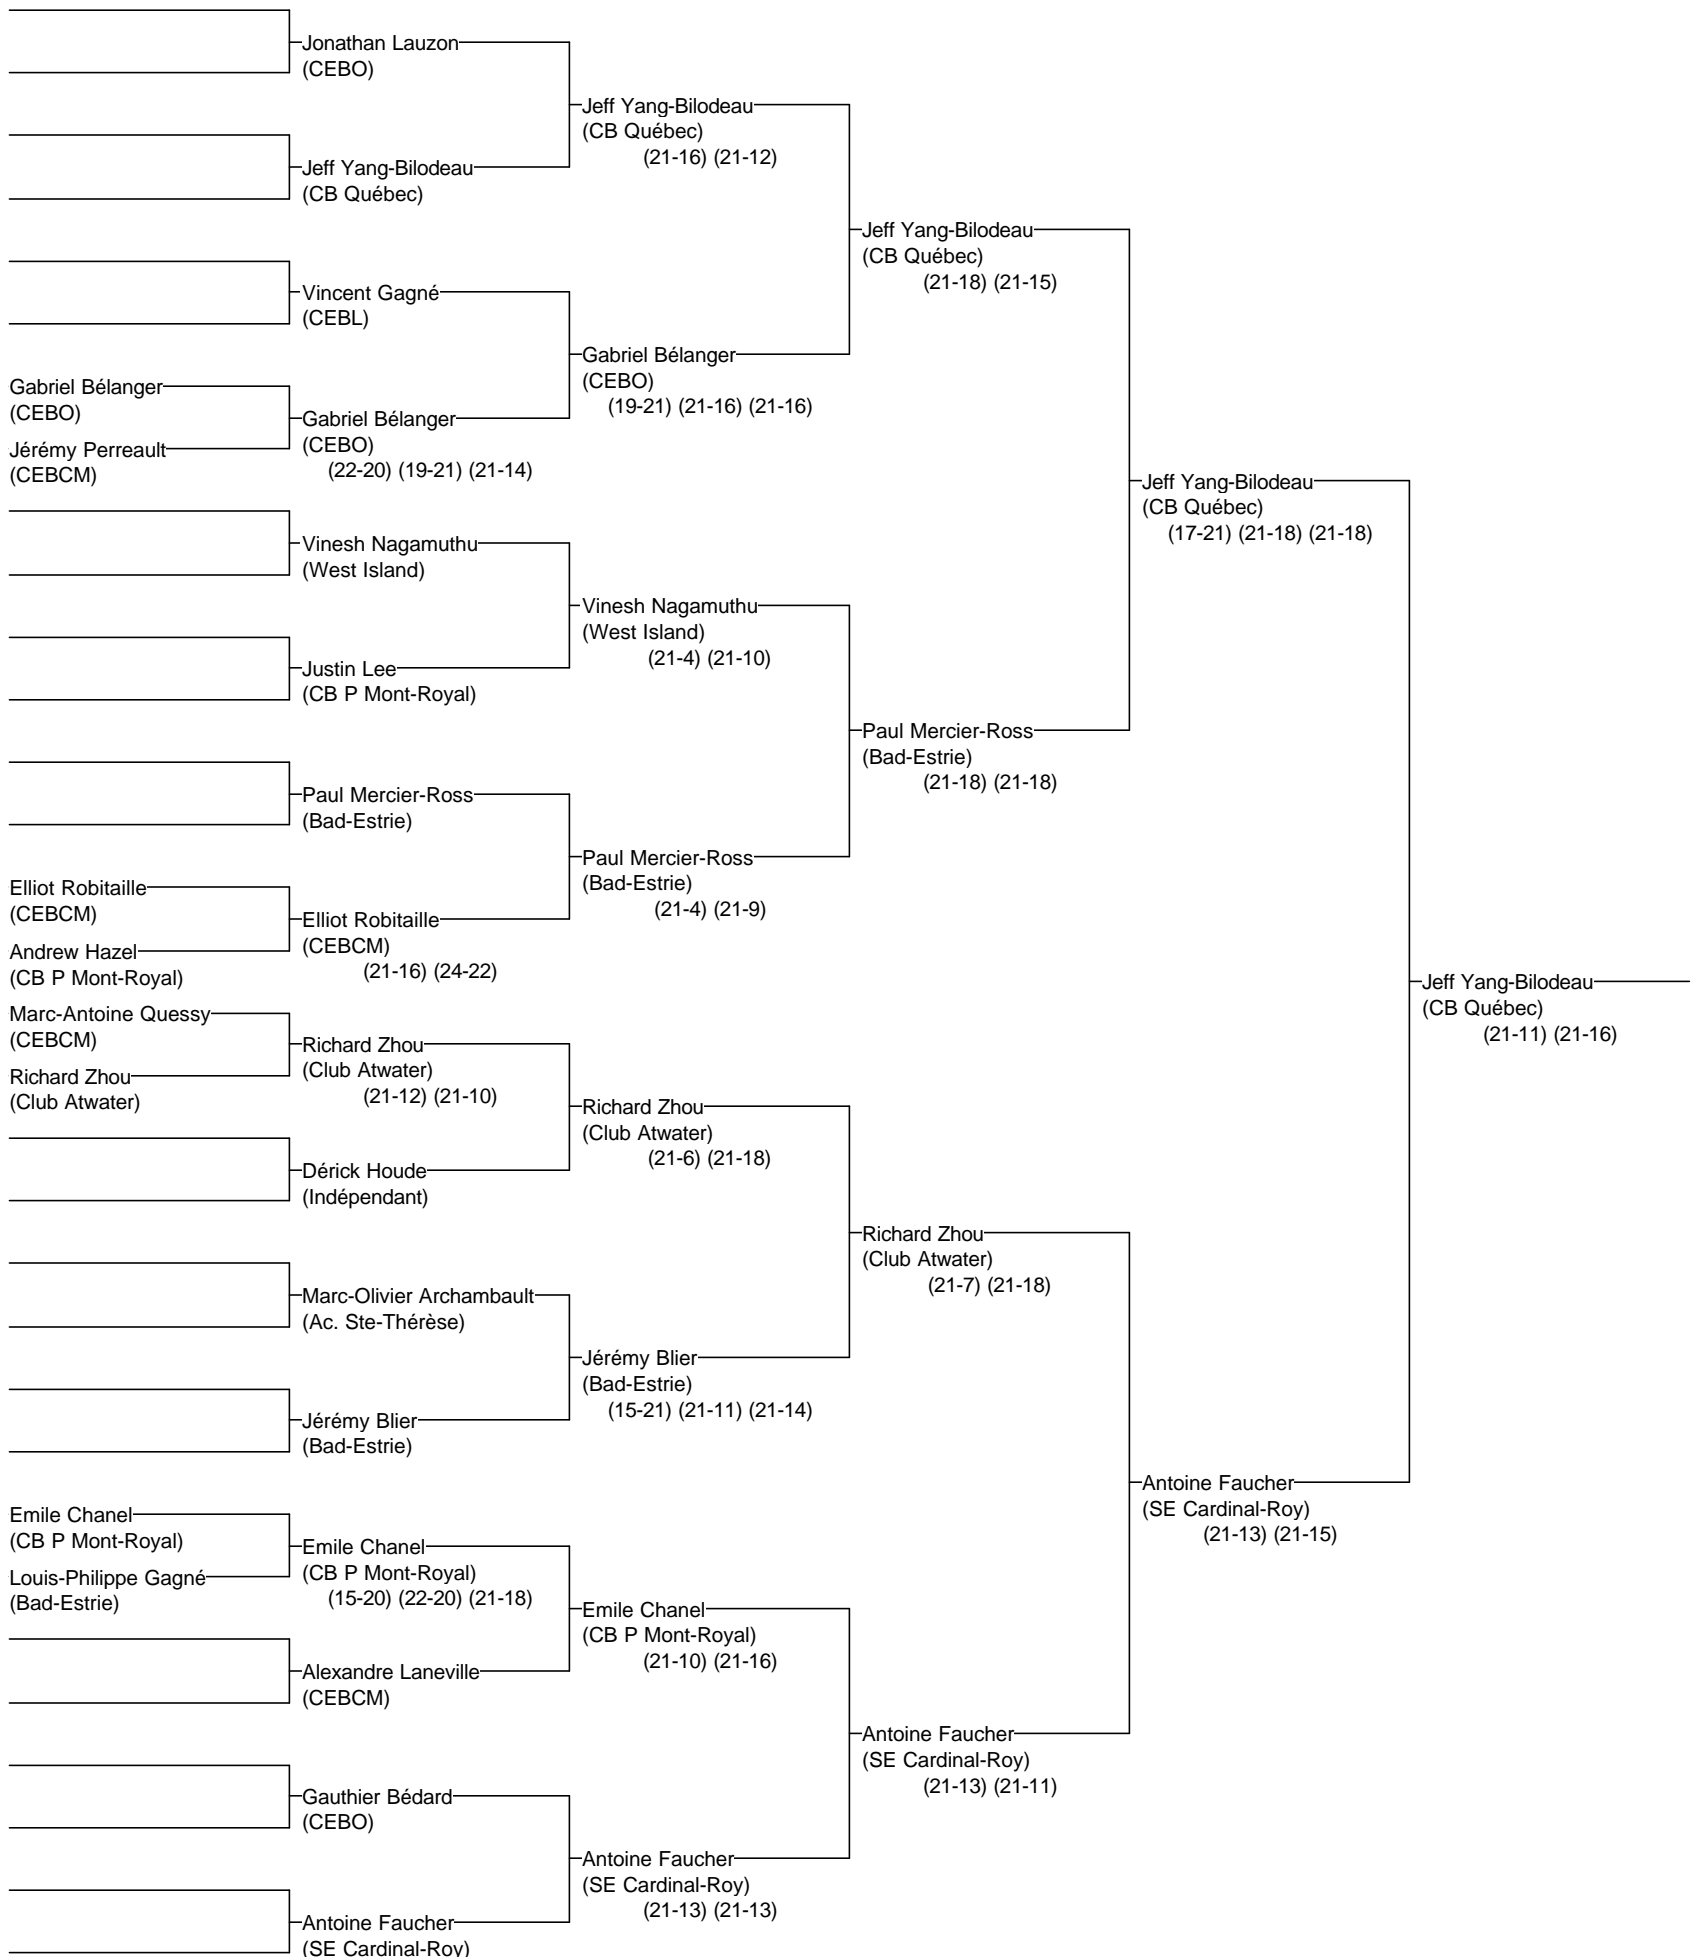 Jonathan Lauzon
(CEBO)
Jeff Yang-Bilodeau
(CB Québec)
(21-16) (21-12)
Jeff Yang-Bilodeau
(CB Québec)
Jeff Yang-Bilodeau
(CB Québec)
(21-18) (21-15)
Vincent Gagné
(CEBL)
Gabriel Bélanger
(CEBO)
(19-21) (21-16) (21-16)
Gabriel Bélanger
(CEBO)
Gabriel Bélanger
(CEBO)
(22-20) (19-21) (21-14)
Jérémy Perreault
(CEBCM)
Jeff Yang-Bilodeau
(CB Québec)
(17-21) (21-18) (21-18)
Vinesh Nagamuthu
(West Island)
Vinesh Nagamuthu
(West Island)
(21-4) (21-10)
Justin Lee
(CB P Mont-Royal)
Paul Mercier-Ross
(Bad-Estrie)
(21-18) (21-18)
Paul Mercier-Ross
(Bad-Estrie)
Paul Mercier-Ross
(Bad-Estrie)
(21-4) (21-9)
Elliot Robitaille
(CEBCM)
Elliot Robitaille
(CEBCM)
(21-16) (24-22)
Andrew Hazel
(CB P Mont-Royal)
Jeff Yang-Bilodeau
(CB Québec)
(21-11) (21-16)
Marc-Antoine Quessy
(CEBCM)
Richard Zhou
(Club Atwater)
(21-12) (21-10)
Richard Zhou
(Club Atwater)
Richard Zhou
(Club Atwater)
(21-6) (21-18)
Dérick Houde
(Indépendant)
Richard Zhou
(Club Atwater)
(21-7) (21-18)
Marc-Olivier Archambault
(Ac. Ste-Thérèse)
Jérémy Blier
(Bad-Estrie)
(15-21) (21-11) (21-14)
Jérémy Blier
(Bad-Estrie)
Antoine Faucher
(SE Cardinal-Roy)
(21-13) (21-15)
Emile Chanel
(CB P Mont-Royal)
Emile Chanel
(CB P Mont-Royal)
(15-20) (22-20) (21-18)
Louis-Philippe Gagné
(Bad-Estrie)
Emile Chanel
(CB P Mont-Royal)
(21-10) (21-16)
Alexandre Laneville
(CEBCM)
Antoine Faucher
(SE Cardinal-Roy)
(21-13) (21-11)
Gauthier Bédard
(CEBO)
Antoine Faucher
(SE Cardinal-Roy)
(21-13) (21-13)
Antoine Faucher
(SE Cardinal-Roy)